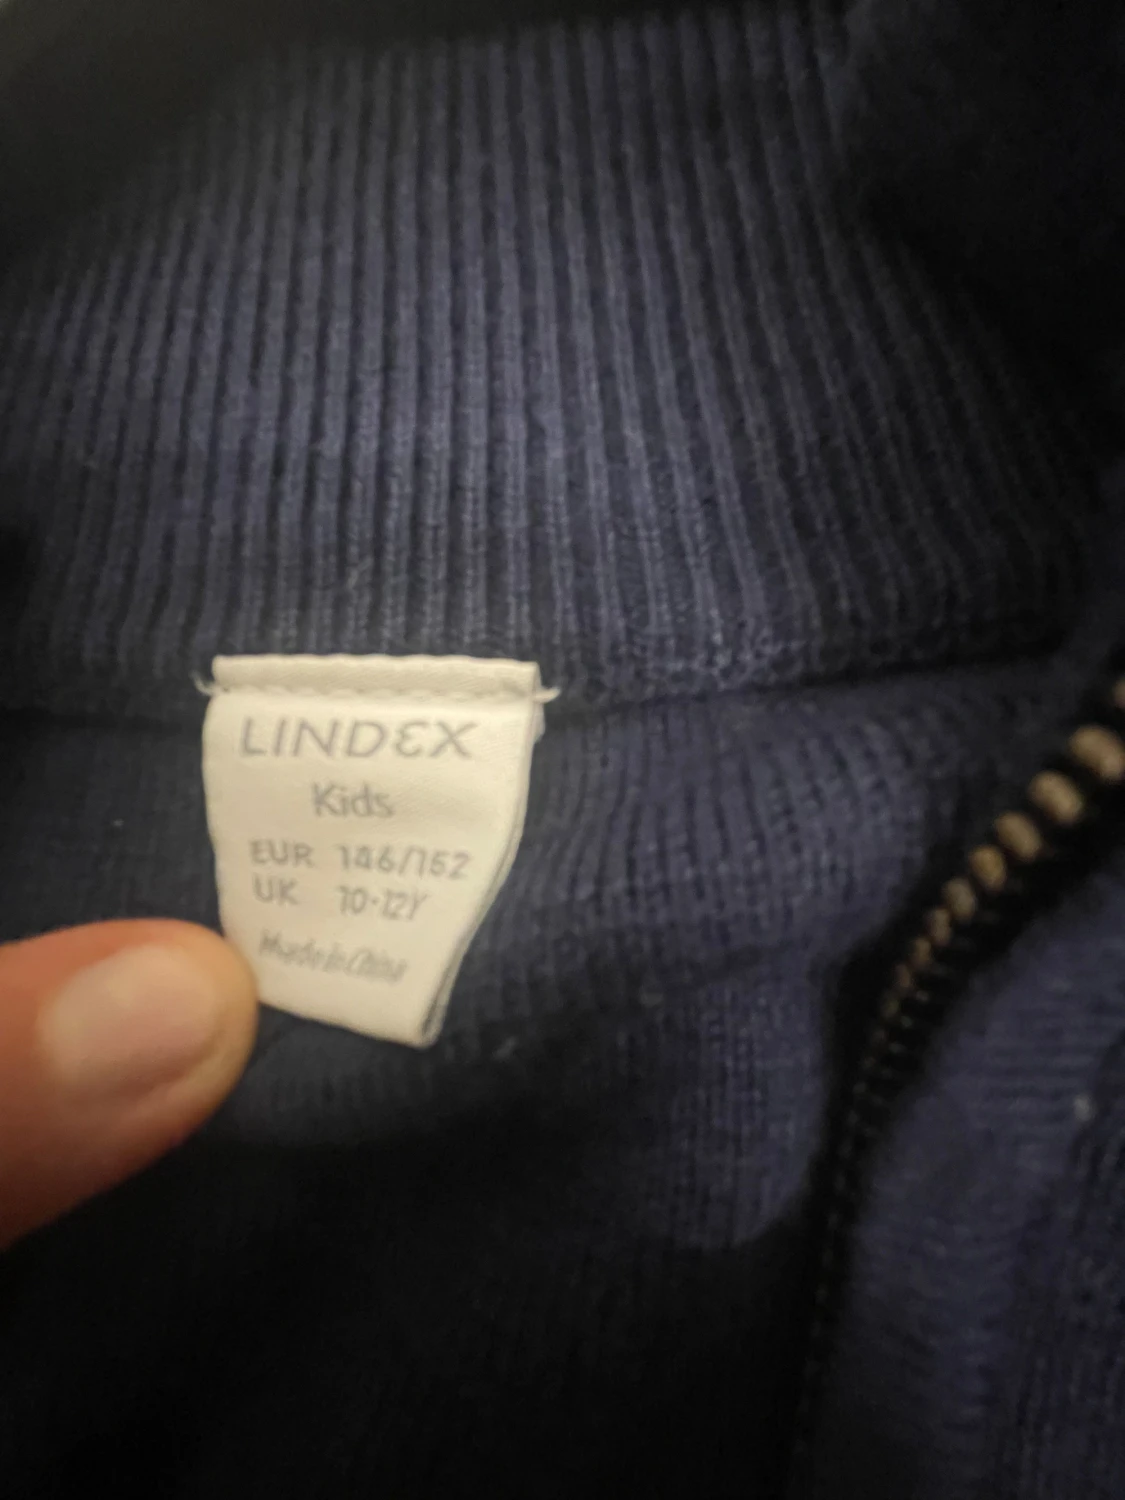 LINDEX
Kids
EUR 146/152
UK 10-12Y
Made in China